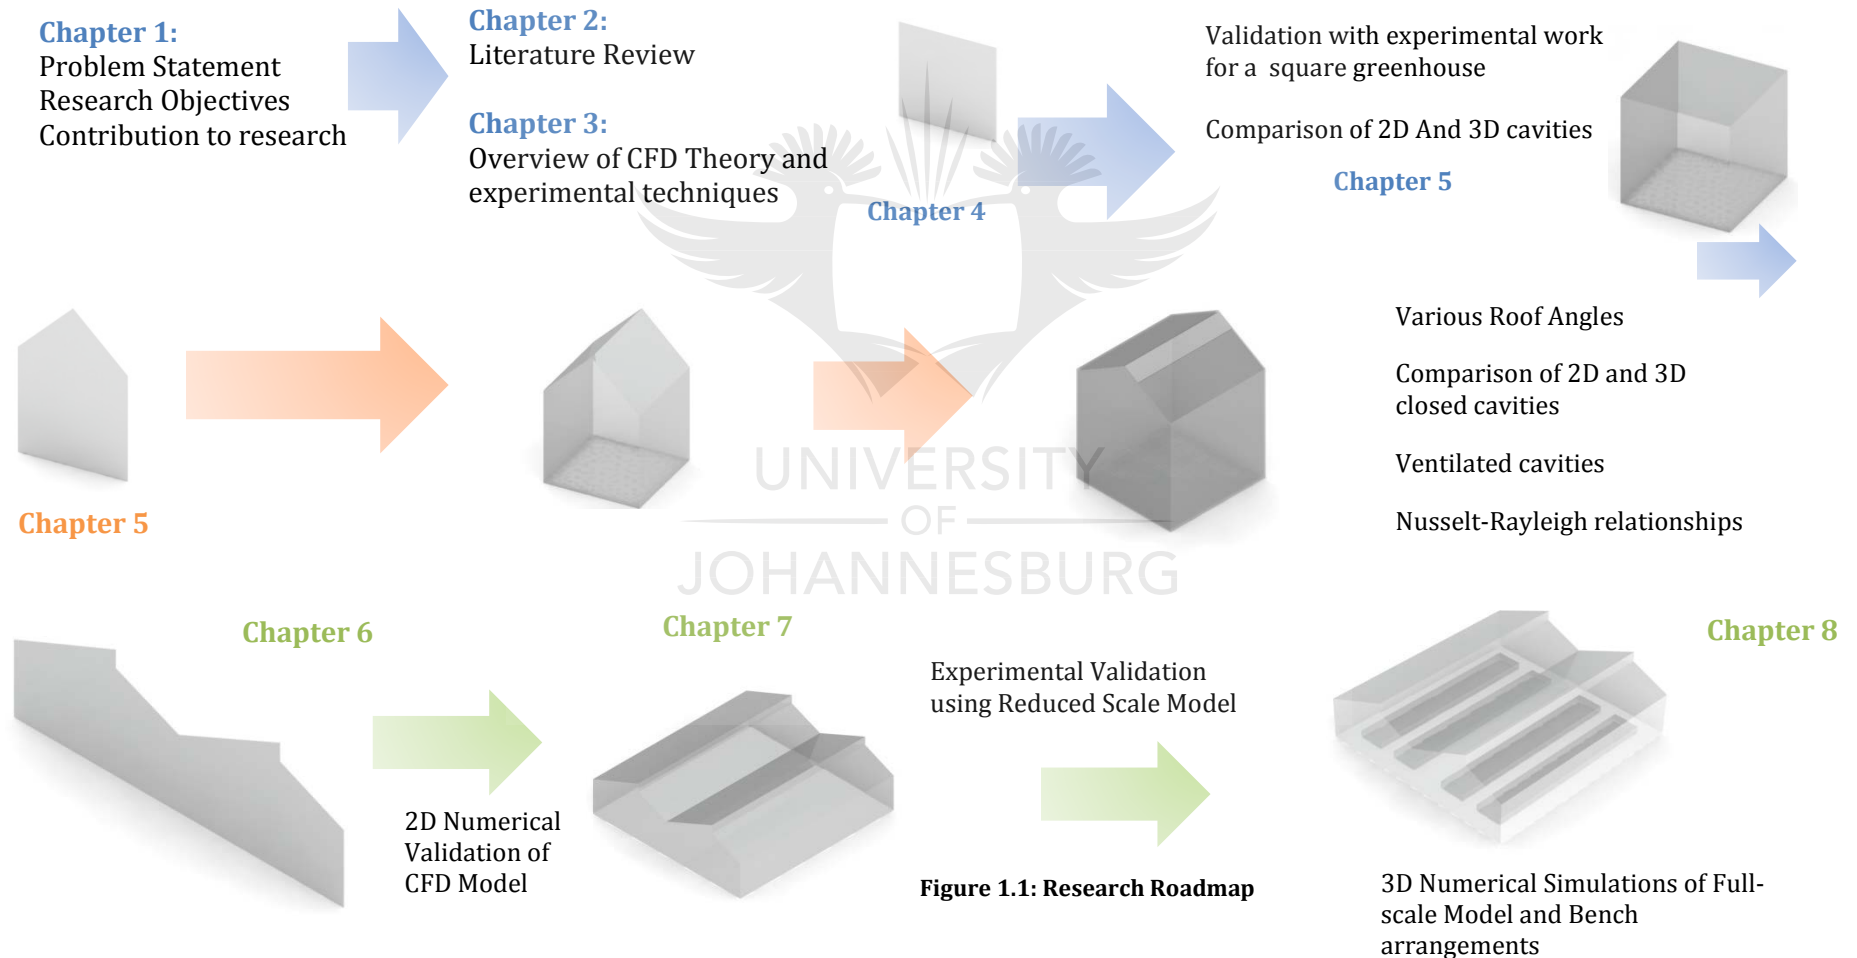 Chapter 1:
Problem Statement
Research Objectives
Contribution to research
Chapter 2:
Literature Review
Chapter 3:
Overview of CFD Theory and
experimental techniques
Chapter 4
Validation with experimental work
for a square greenhouse
Comparison of 2D And 3D cavities
Chapter 5
Chapter 5
Various Roof Angles
Comparison of 2D and 3D
closed cavities
Ventilated cavities
Nusselt-Rayleigh relationships
UNIVERSITY
OF
JOHANNESBURG
Chapter 6
2D Numerical
Validation of
CFD Model
Chapter 7
Experimental Validation
using Reduced Scale Model
Chapter 8
3D Numerical Simulations of Full-
scale Model and Bench
arrangements
Figure 1.1: Research Roadmap